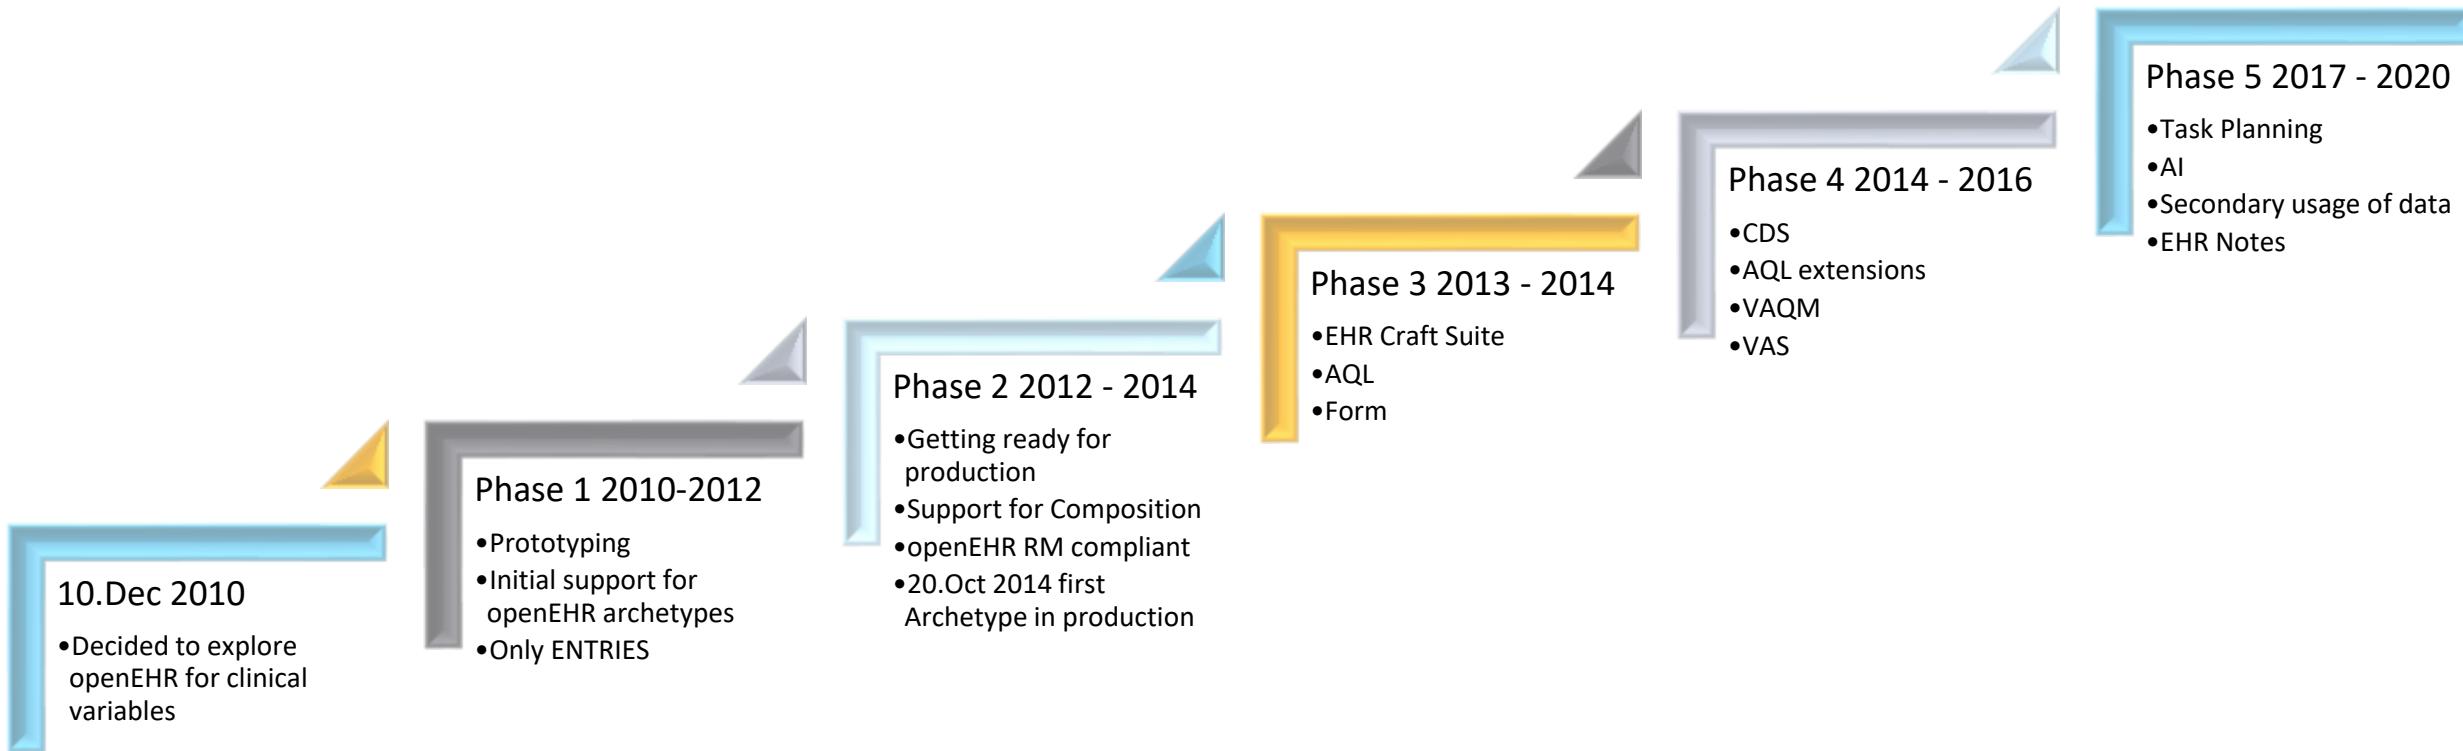 10.Dec 2010
•Decided to explore
openEHR for clinical
variables
Phase 1 2010-2012
•Prototyping
•Initial support for
openEHR archetypes
•Only ENTRIES
Phase 2 2012 - 2014
•Getting ready for
production
•Support for Composition
•openEHR RM compliant
•20.Oct 2014 first
Archetype in production
Phase 3 2013 - 2014
•EHR Craft Suite
•AQL
•Form
Phase 4 2014 - 2016
•CDS
•AQL extensions
•VAQM
•VAS
Phase 5 2017 - 2020
•Task Planning
•AI
•Secondary usage of data
•EHR Notes